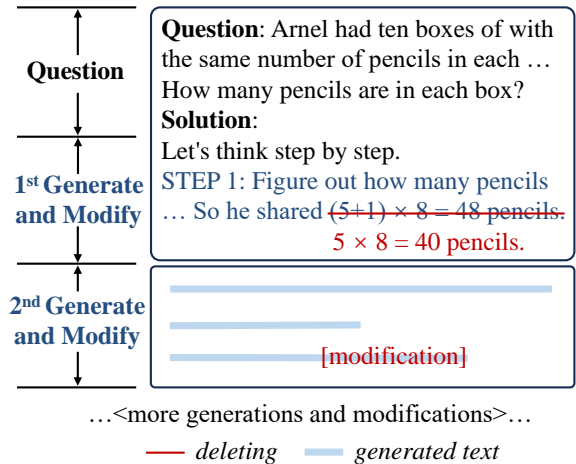 Question
1st Generate
and Modify
2nd Generate
and Modify
Question: Arnel had ten boxes of with
the same number of pencils in each …
How many pencils are in each box?
Solution:
Let's think step by step.
STEP 1: Figure out how many pencils
… So he shared (5+1) × 8 = 48 pencils.
5 × 8 = 40 pencils.
[modification]
…<more generations and modifications>…
deleting
generated text